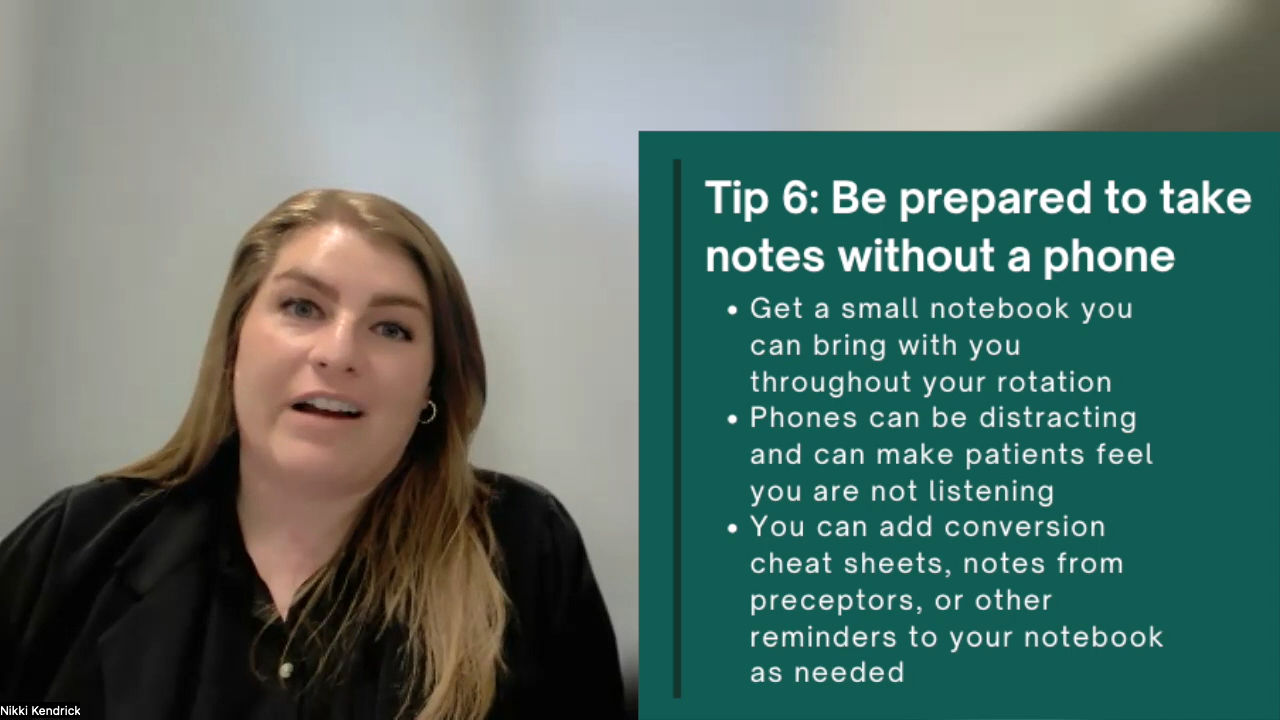 Tip 6: Be prepared to take
notes without a phone
• Get a small notebook you
can bring with you
throughout your rotation
• Phones can be distracting
and can make patients feel
you are not listening
• You can add conversion
cheat sheets, notes from
preceptors, or other
reminders to your notebook
as needed
Nikki Kendrick